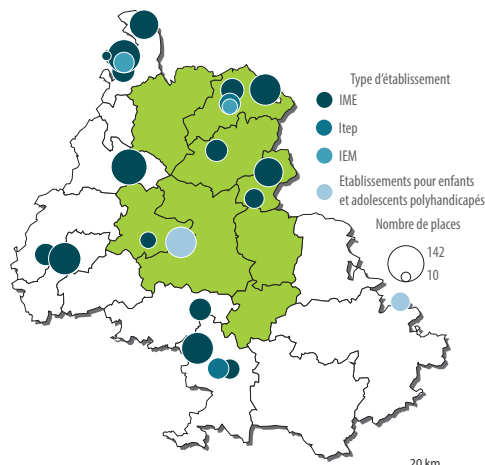 Type d'établissement
IME
Itep
IEM
Etablissements pour enfants
et adolescents polyhandicapés
Nombre de places
142
10
20 km